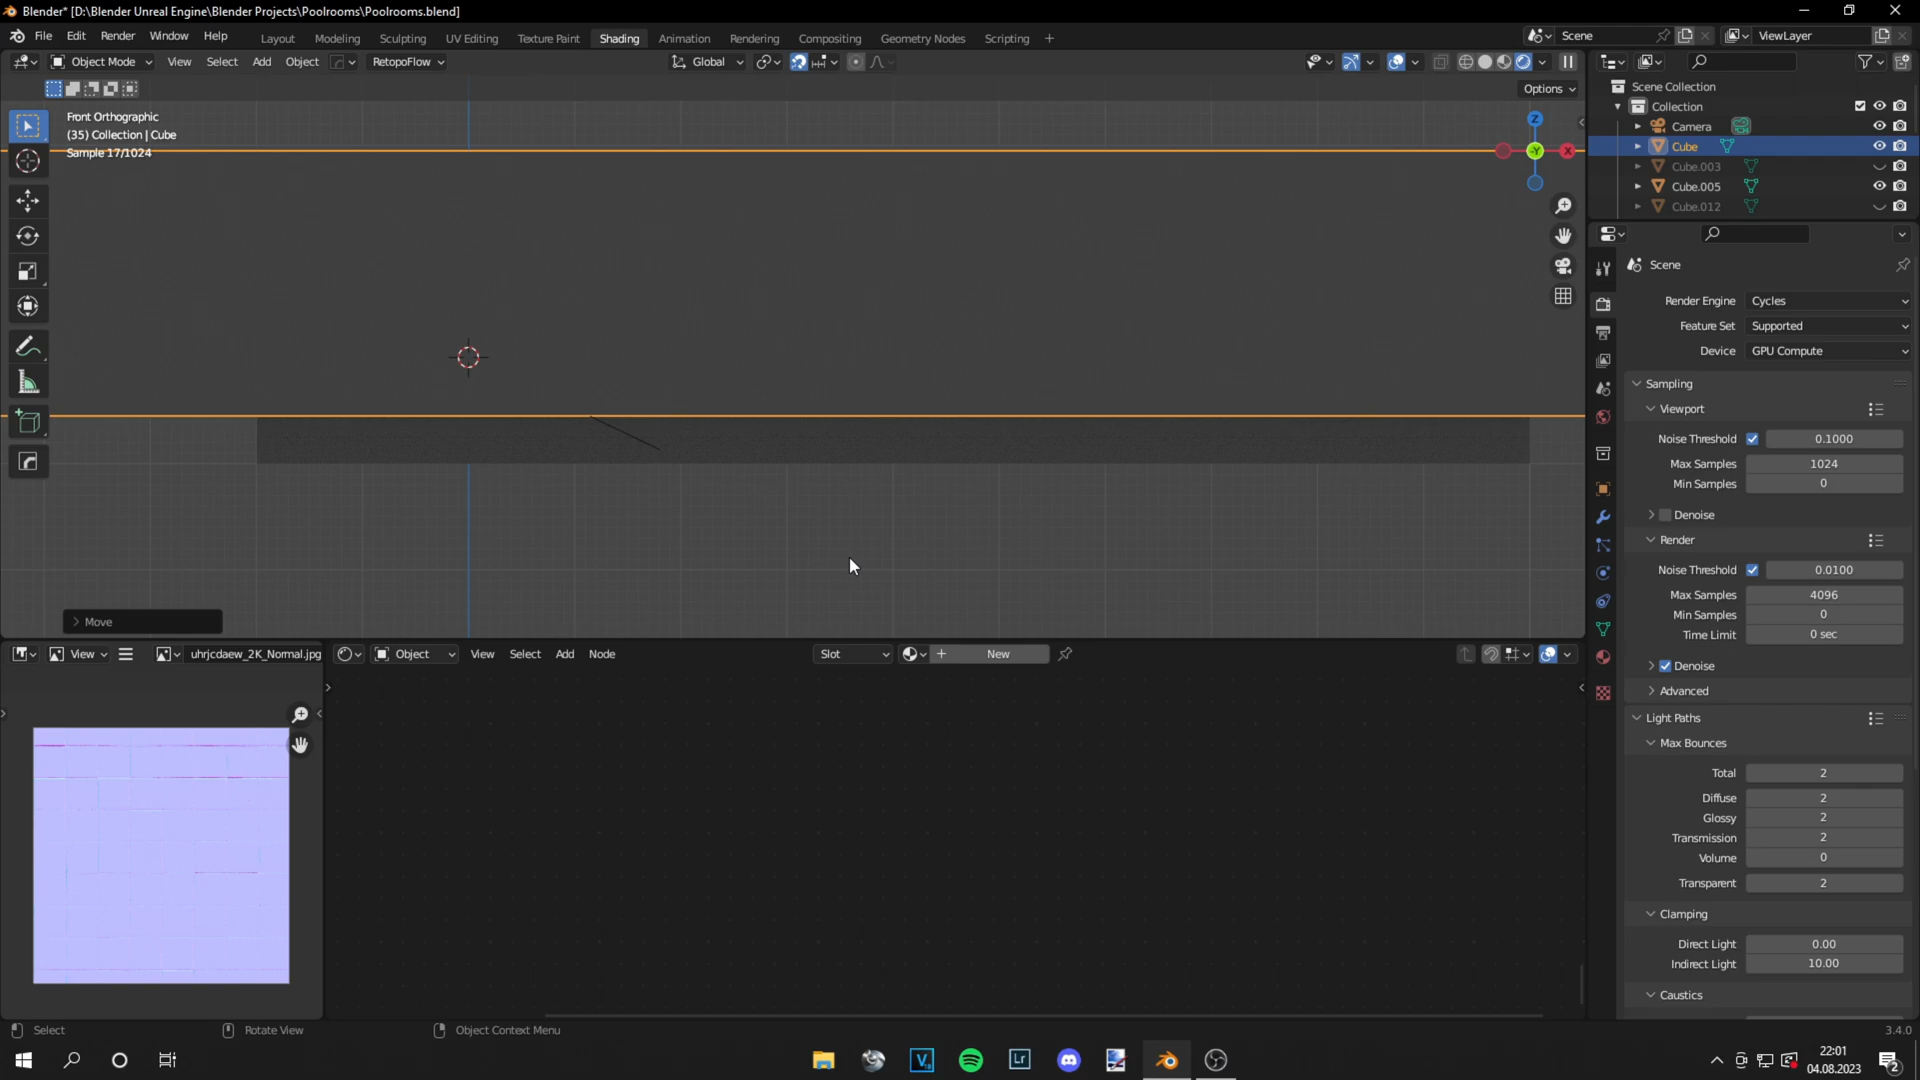 Blender* [D:\Blender Unreal Engine\Blender Projects\Poolrooms\Poolrooms.blend]
File Edit Render Window Help
Layout Modeling Sculpting UV Editing Texture Paint Shading Animation Rendering Compositing Geometry Nodes Scripting +
Scene
ViewLayer
Object Mode View Select Add Object RetopoFlow
Global
Options
Front Orthographic
(35) Collection | Cube
Sample 17/1024
Z
-Y
X
Move
Scene Collection
Collection
Camera
Cube
Cube.003
Cube.005
Cube.012
Scene
Render Engine Cycles
Feature Set Supported
Device GPU Compute
Sampling
Viewport
Noise Threshold 0.1000
Max Samples 1024
Min Samples 0
Denoise
Render
Noise Threshold 0.0100
Max Samples 4096
Min Samples 0
Time Limit 0 sec
Denoise
Advanced
Light Paths
Max Bounces
Total 2
Diffuse 2
Glossy 2
Transmission 2
Volume 0
Transparent 2
Clamping
Direct Light 0.00
Indirect Light 10.00
Caustics
View
uhrjcdaew_2K_Normal.jpg
Object View Select Add Node
Slot
+ New
Select
Rotate View
Object Context Menu
3.4.0
Lr
22:01
04.08.2023
2